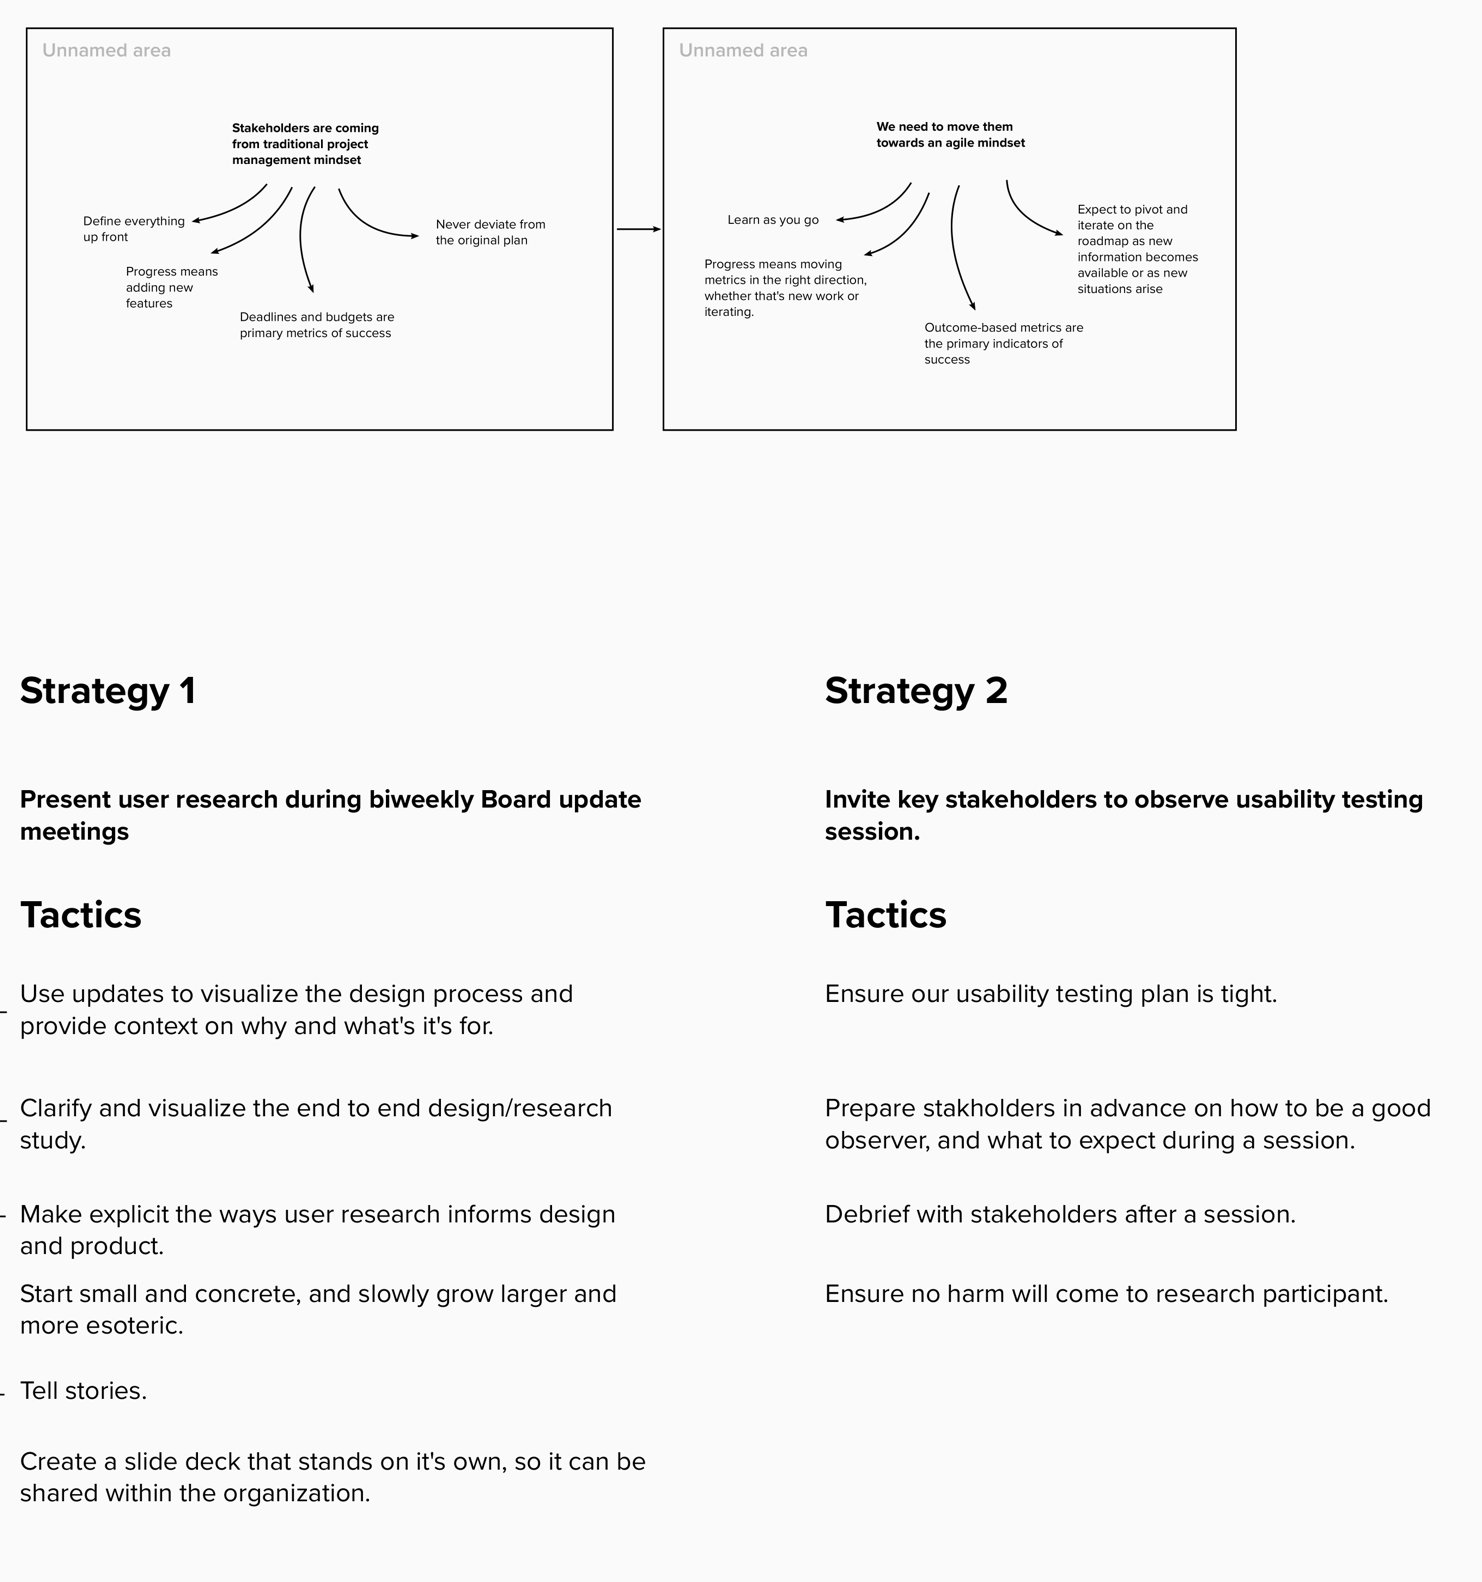 Unnamed area
Stakeholders are coming
from traditional project
management mindset
Define everything
up front
Progress means
adding new
features
Deadlines and budgets are
primary metrics of success
Never deviate from
the original plan
Unnamed area
We need to move them
towards an agile mindset
Learn as you go
Progress means moving
metrics in the right direction,
whether that's new work or
iterating.
Outcome-based metrics are
the primary indicators of
success
Expect to pivot and
iterate on the
roadmap as new
information becomes
available or as new
situations arise
Strategy 1
Present user research during biweekly Board update
meetings
Tactics
Use updates to visualize the design process and
provide context on why and what's it's for.
Clarify and visualize the end to end design/research
study.
Make explicit the ways user research informs design
and product.
Start small and concrete, and slowly grow larger and
more esoteric.
Tell stories.
Create a slide deck that stands on it's own, so it can be
shared within the organization.
Strategy 2
Invite key stakeholders to observe usability testing
session.
Tactics
Ensure our usability testing plan is tight.
Prepare stakholders in advance on how to be a good
observer, and what to expect during a session.
Debrief with stakeholders after a session.
Ensure no harm will come to research participant.